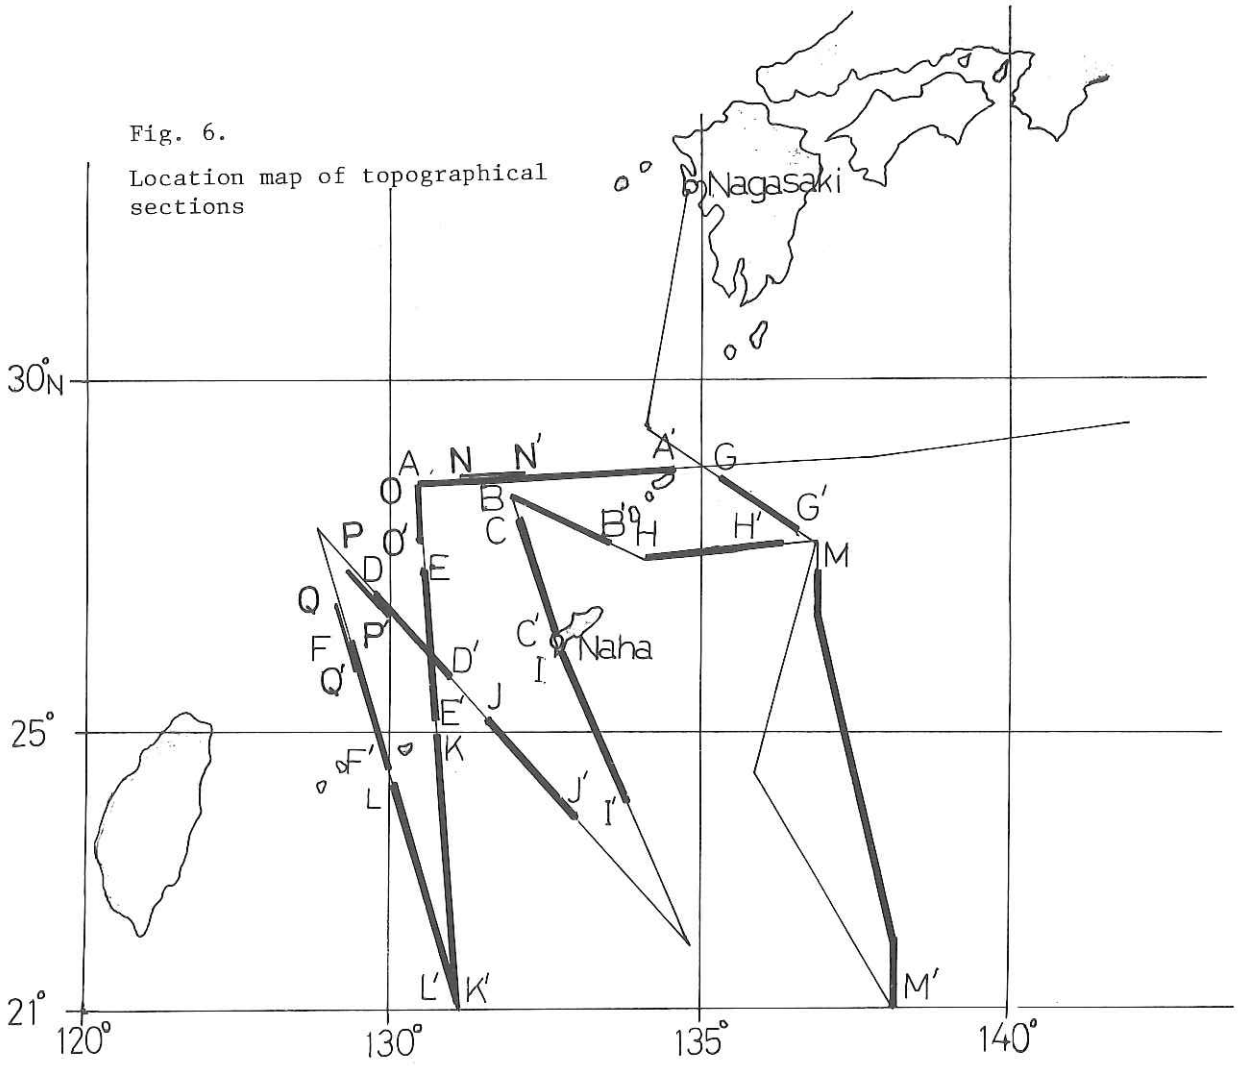 Fig. 6.
Location map of topographical
sections
Nagasaki
30°N
A N N' A' G
O B G'
P O' C B' H H' M
D E
Q P' C' Naha
F D' I
Q' J
E'
25° F' K
L J' I'
L' K' M'
21°
120° 130° 135° 140°